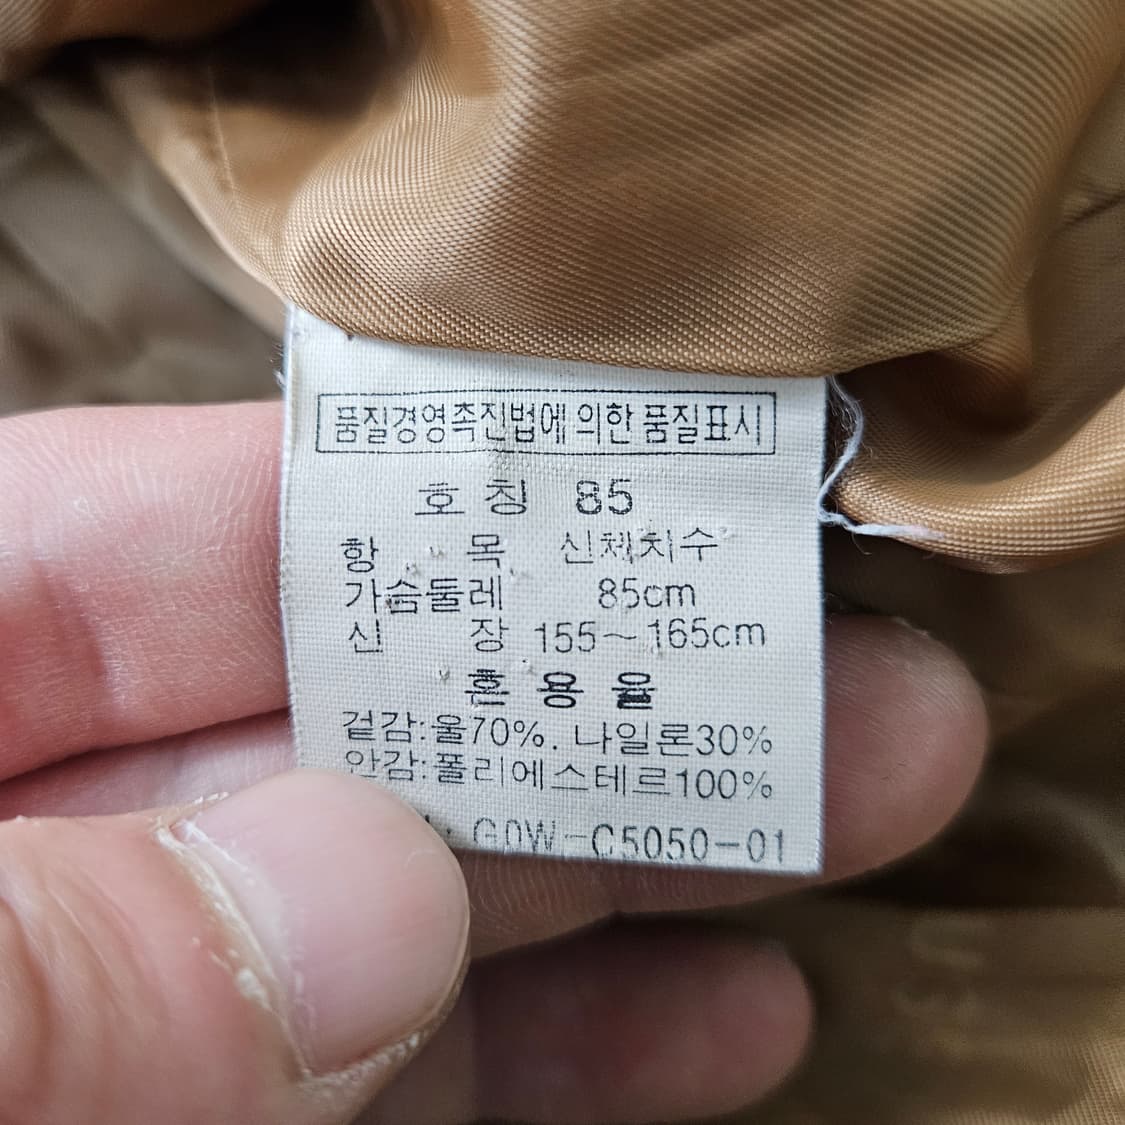 품질경영촉진법에 의한 품질표시
호칭 85
항 목 신체치수
가슴둘레 85cm
신 장 155~165cm
혼용율
겉감:울70%. 나일론30%
안감:폴리에스테르100%
G0W-C5050-01